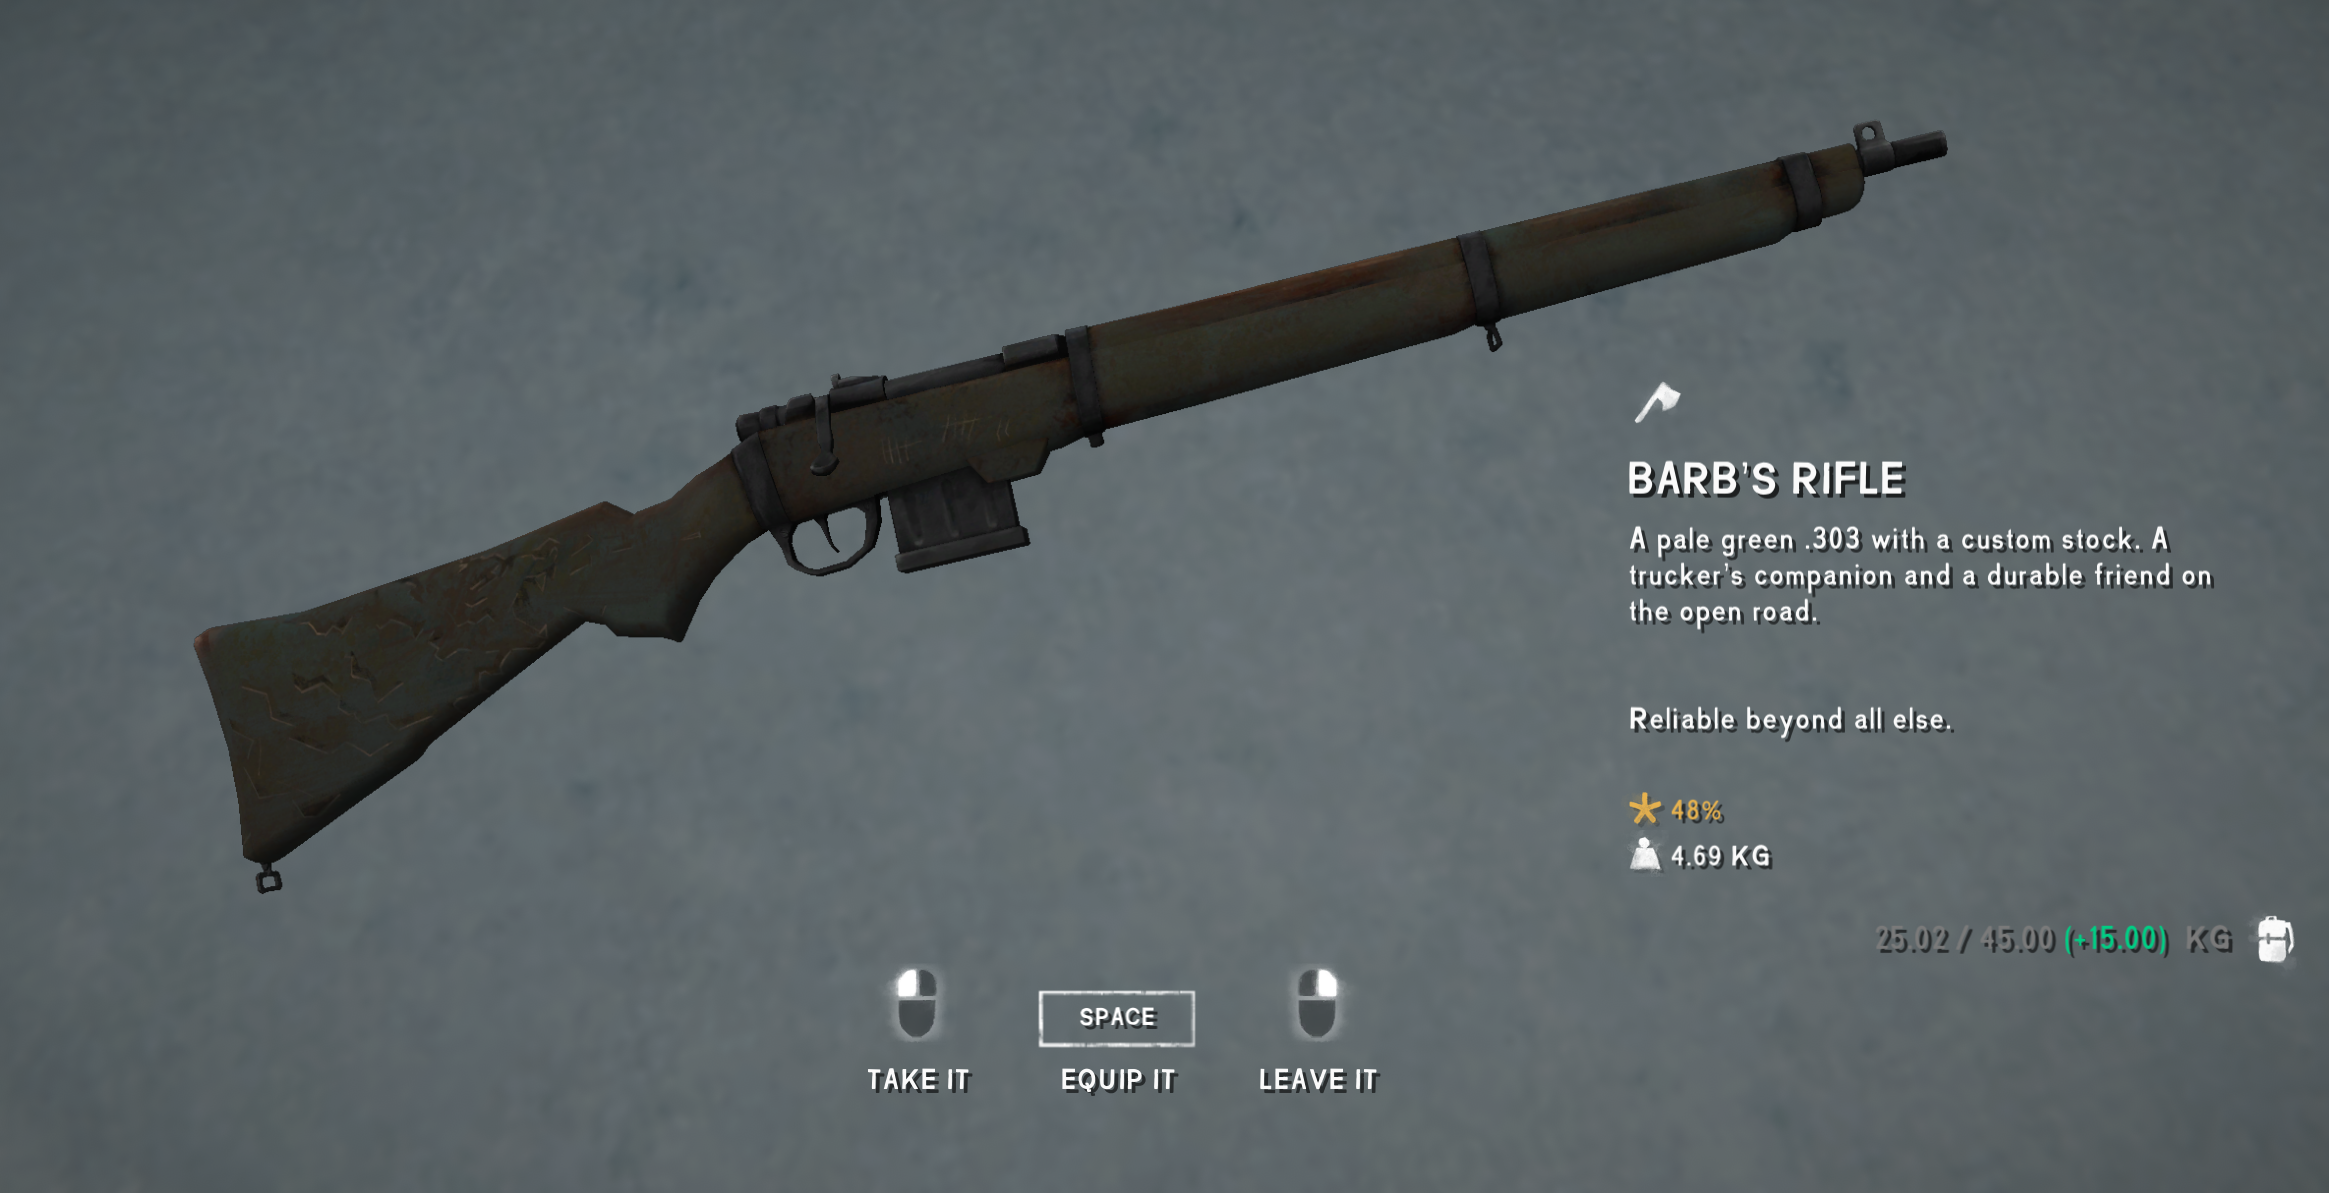 BARB'S RIFLE
A pale green .303 with a custom stock. A
trucker's companion and a durable friend on
the open road.
Reliable beyond all else.
48%
4.69 KG
25.02 / 45.00 (+15.00) KG
SPACE
TAKE IT EQUIP IT LEAVE IT